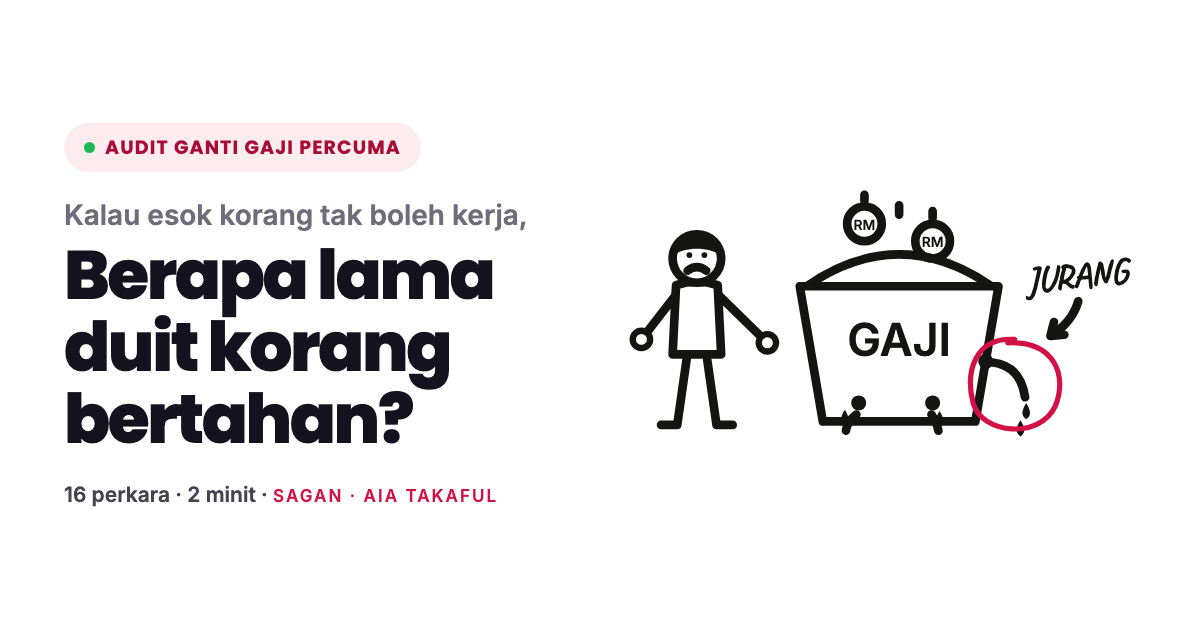 AUDIT GANTI GAJI PERCUMA
Kalau esok korang tak boleh kerja,
Berapa lama
duit korang
bertahan?
16 perkara · 2 minit · SAGAN · AIA TAKAFUL
RM
RM
GAJI
JURANG